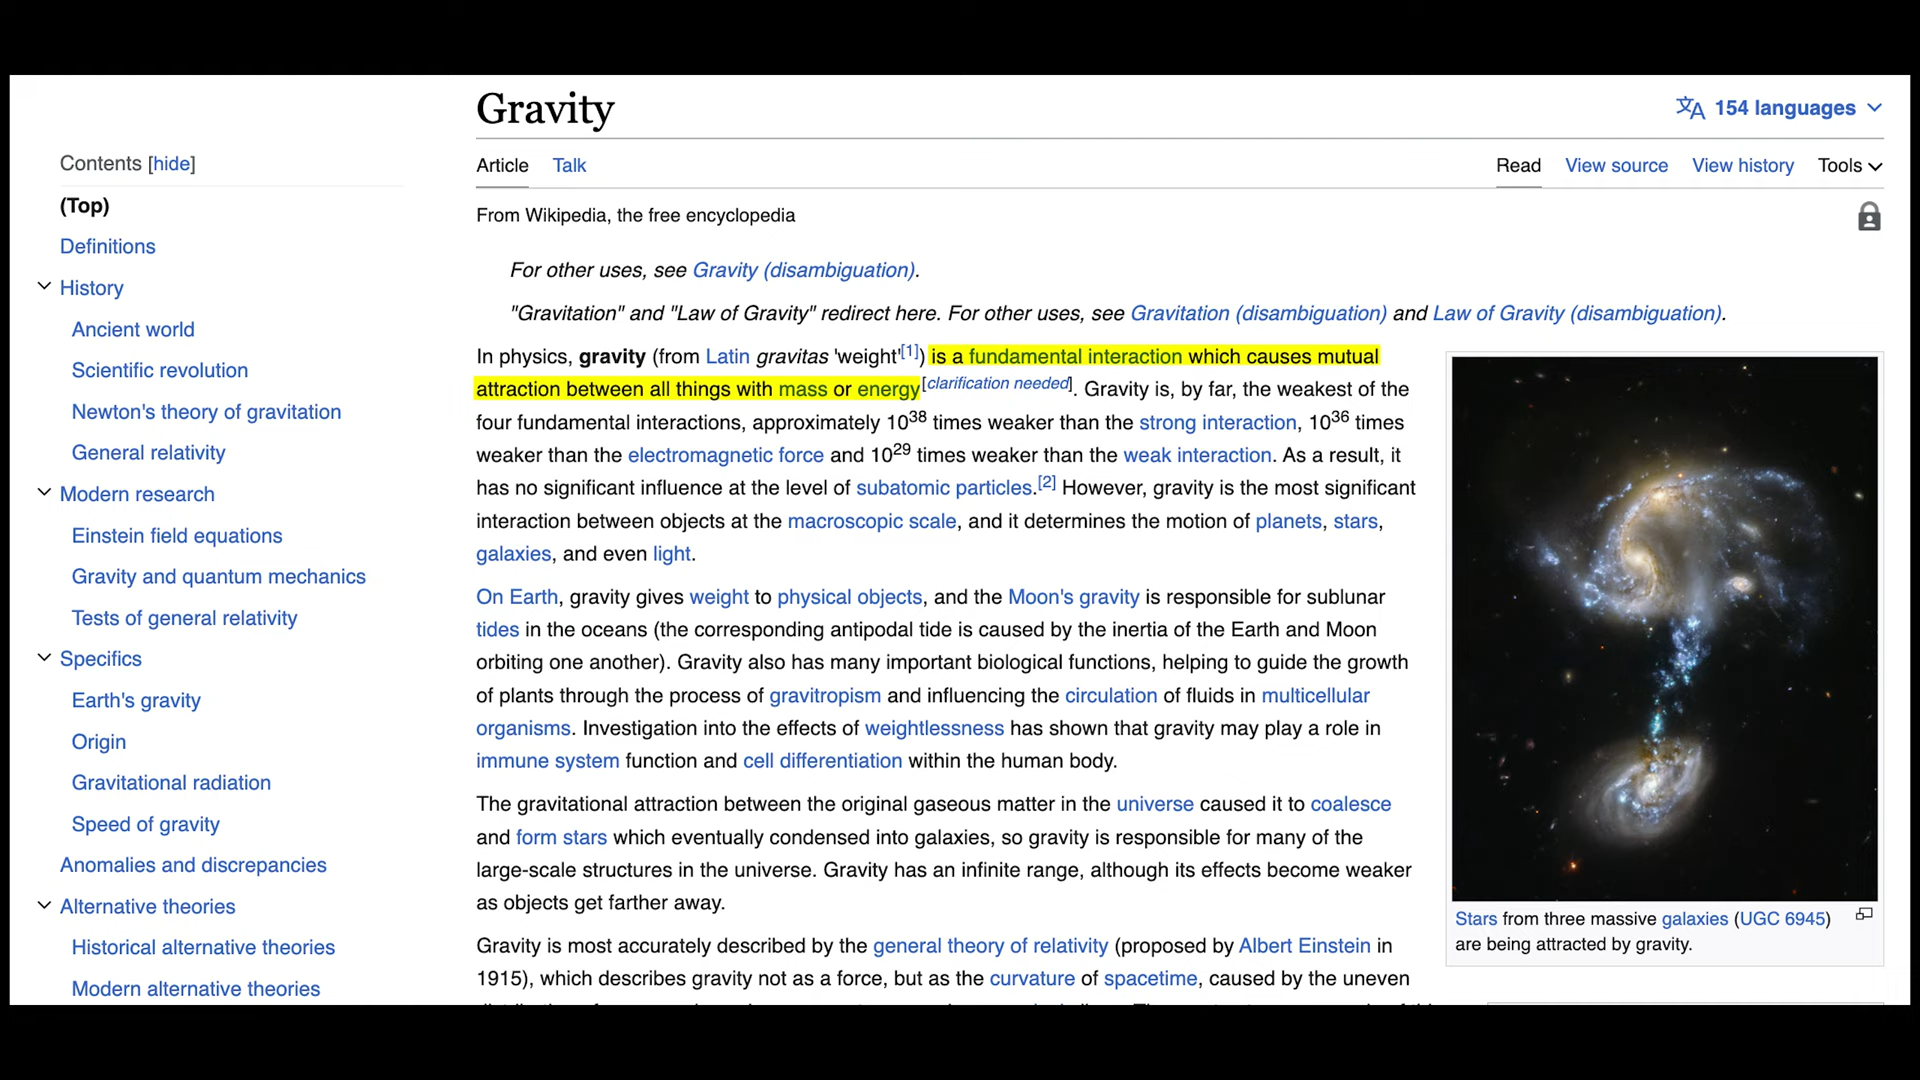 Gravity
154 languages
Contents [hide]
(Top)
Definitions
History
Ancient world
Scientific revolution
Newton's theory of gravitation
General relativity
Modern research
Einstein field equations
Gravity and quantum mechanics
Tests of general relativity
Specifics
Earth's gravity
Origin
Gravitational radiation
Speed of gravity
Anomalies and discrepancies
Alternative theories
Historical alternative theories
Modern alternative theories
Article Talk
Read View source View history Tools
From Wikipedia, the free encyclopedia
For other uses, see Gravity (disambiguation).
"Gravitation" and "Law of Gravity" redirect here. For other uses, see Gravitation (disambiguation) and Law of Gravity (disambiguation).
In physics, gravity (from Latin gravitas 'weight'[1]) is a fundamental interaction which causes mutual
attraction between all things with mass or energy[clarification needed]. Gravity is, by far, the weakest of the
four fundamental interactions, approximately 10³⁸ times weaker than the strong interaction, 10³⁶ times
weaker than the electromagnetic force and 10²⁹ times weaker than the weak interaction. As a result, it
has no significant influence at the level of subatomic particles.[2] However, gravity is the most significant
interaction between objects at the macroscopic scale, and it determines the motion of planets, stars,
galaxies, and even light.
On Earth, gravity gives weight to physical objects, and the Moon's gravity is responsible for sublunar
tides in the oceans (the corresponding antipodal tide is caused by the inertia of the Earth and Moon
orbiting one another). Gravity also has many important biological functions, helping to guide the growth
of plants through the process of gravitropism and influencing the circulation of fluids in multicellular
organisms. Investigation into the effects of weightlessness has shown that gravity may play a role in
immune system function and cell differentiation within the human body.
The gravitational attraction between the original gaseous matter in the universe caused it to coalesce
and form stars which eventually condensed into galaxies, so gravity is responsible for many of the
large-scale structures in the universe. Gravity has an infinite range, although its effects become weaker
as objects get farther away.
Gravity is most accurately described by the general theory of relativity (proposed by Albert Einstein in
1915), which describes gravity not as a force, but as the curvature of spacetime, caused by the uneven
Stars from three massive galaxies (UGC 6945)
are being attracted by gravity.